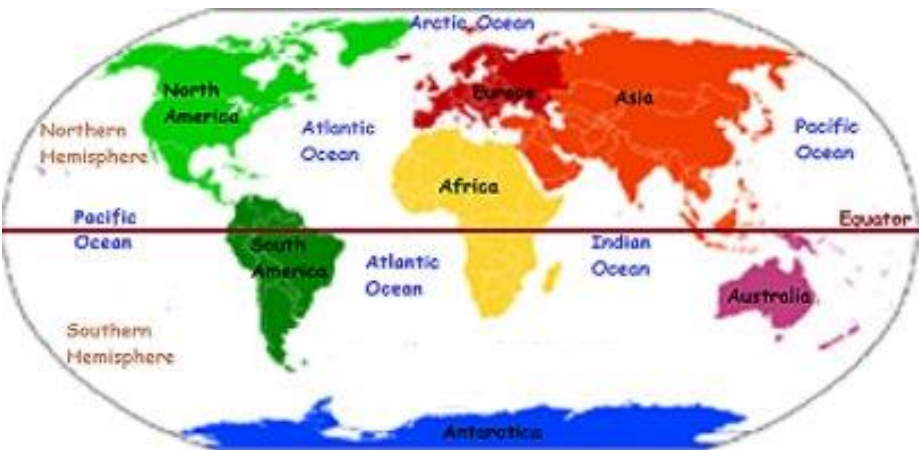 Arctic Ocean
North
America
Europe
Asia
Northern
Hemisphere
Atlantic
Ocean
Pacific
Ocean
Africa
Pacific
Ocean
Equator
South
America
Atlantic
Ocean
Indian
Ocean
Australia
Southern
Hemisphere
Antarctica